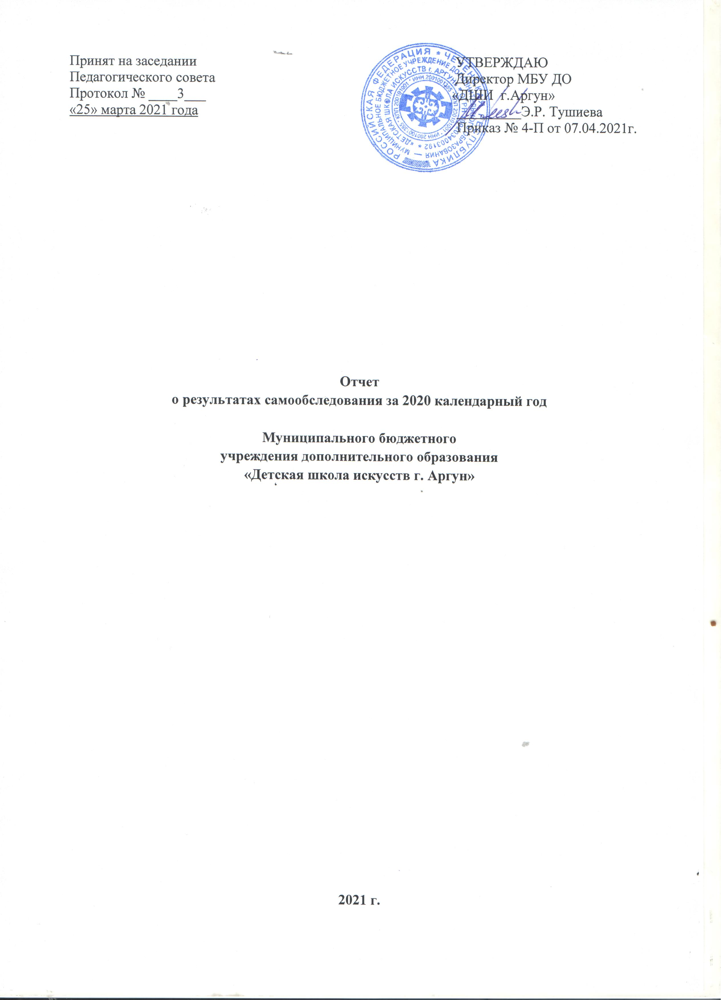 Принят на заседании
Педагогического совета
Протокол № ____3___
«25» марта 2021 года
УТВЕРЖДАЮ
Директор МБУ ДО
«ДШИ г.Аргун»
_________Э.Р. Тушиева
Приказ № 4-П от 07.04.2021г.
РОССИЙСКАЯ ФЕДЕРАЦИЯ * ЧЕЧЕНСКАЯ РЕСПУБЛИКА
МУНИЦИПАЛЬНОЕ БЮДЖЕТНОЕ УЧРЕЖДЕНИЕ ДОПОЛНИТЕЛЬНОГО ОБРАЗОВАНИЯ —
«ДЕТСКАЯ ШКОЛА ИСКУССТВ г. АРГУН» *
КПП 200101001 * ИНН 2001001385
Отчет
о результатах самообследования за 2020 календарный год
Муниципального бюджетного
учреждения дополнительного образования
«Детская школа искусств г. Аргун»
2021 г.